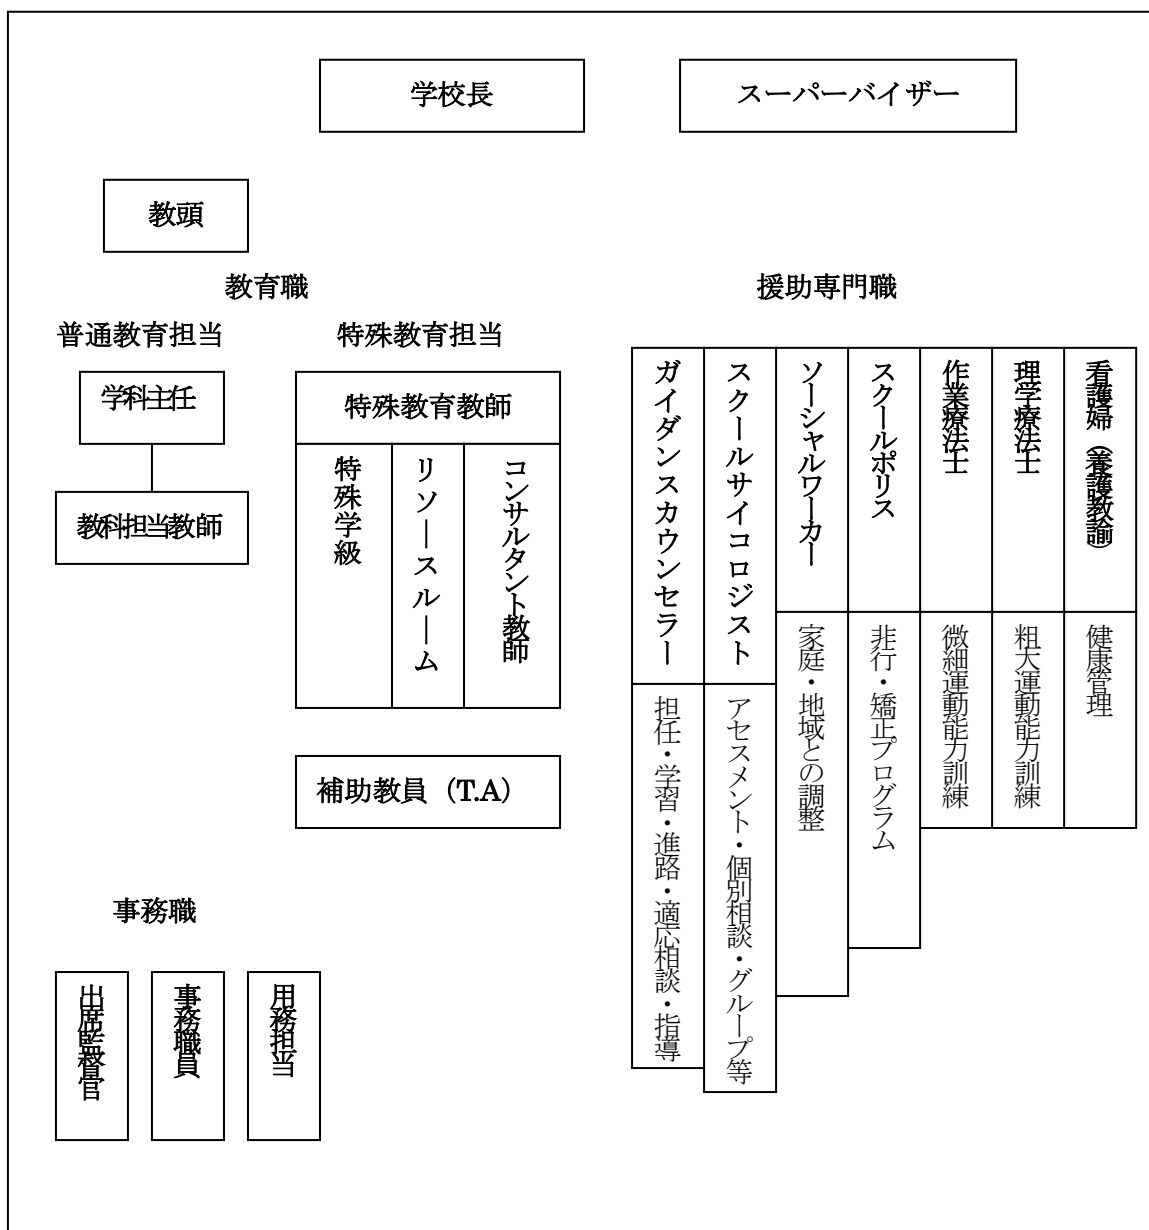 学校長
スーパーバイザー
教頭
教育職
援助専門職
普通教育担当
特殊教育担当
学科主任
教科担当教師
特殊教育教師
特殊学級
リソースルーム
コンサルタント教師
補助教員（T.A）
ガイダンスカウンセラー
担任・学習・進路・適応相談・指導
スクールサイコロジスト
アセスメント・個別相談・グループ等
ソーシャルワーカー
家庭・地域との調整
スクールポリス
非行・矯正プログラム
作業療法士
微細運動能力訓練
理学療法士
粗大運動能力訓練
看護婦（養護教諭）
健康管理
事務職
出席監督官
事務職員
用務担当